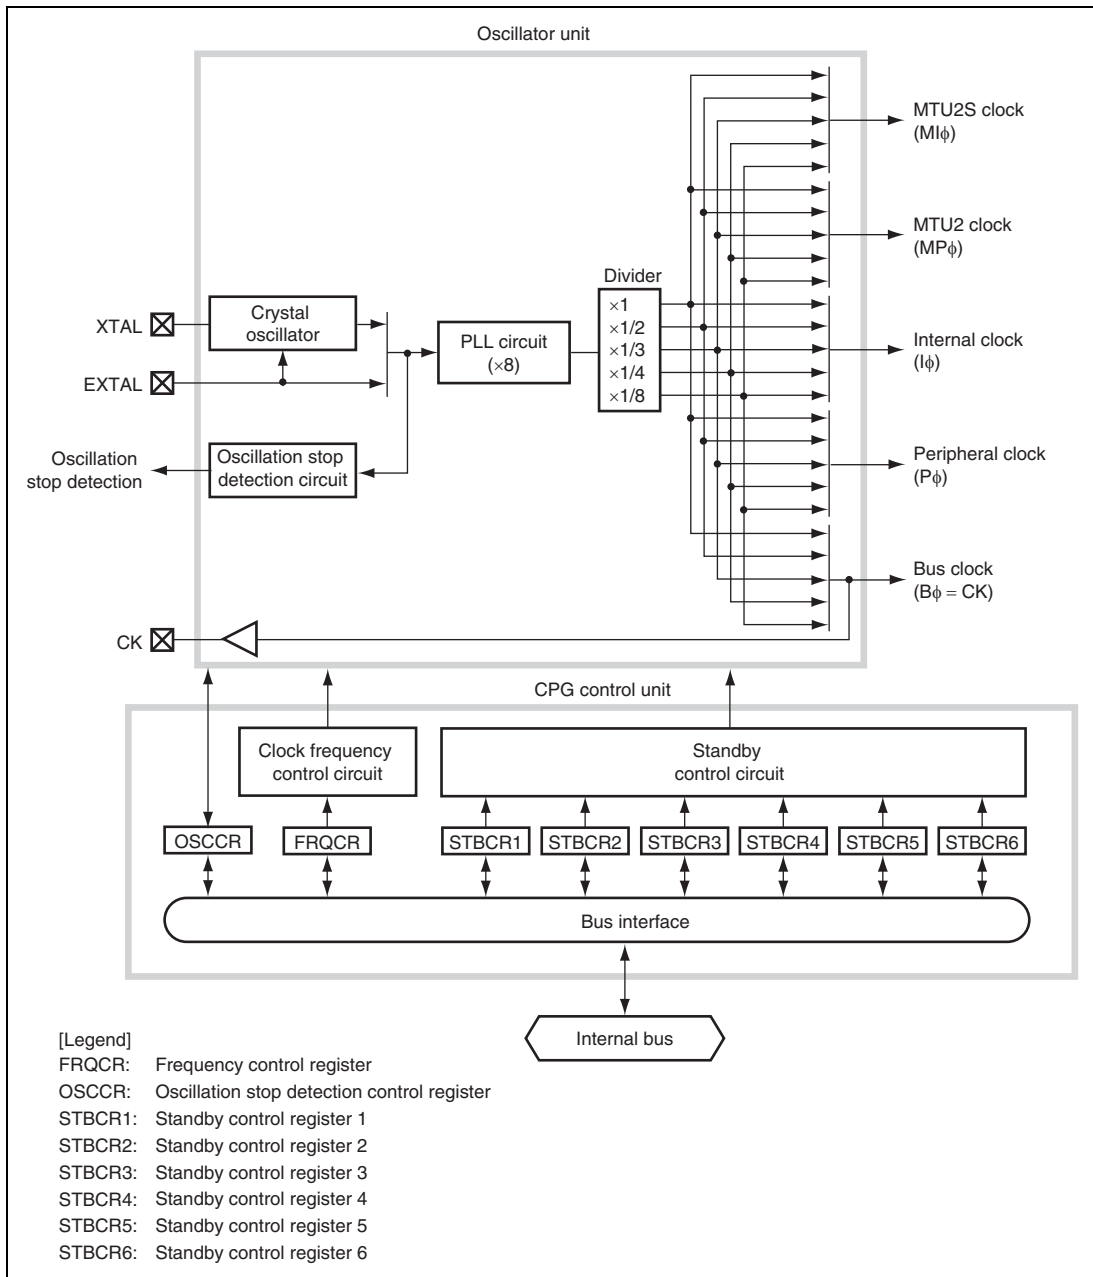 Oscillator unit
MTU2S clock
(MIϕ)
MTU2 clock
(MPϕ)
Divider
×1
×1/2
×1/3
×1/4
×1/8
XTAL
Crystal
oscillator
PLL circuit
(×8)
Internal clock
(Iϕ)
EXTAL
Oscillation
stop detection
Oscillation stop
detection circuit
Peripheral clock
(Pϕ)
Bus clock
(Bϕ = CK)
CK
CPG control unit
Clock frequency
control circuit
Standby
control circuit
OSCCR
FRQCR
STBCR1
STBCR2
STBCR3
STBCR4
STBCR5
STBCR6
Bus interface
Internal bus
[Legend]
FRQCR: Frequency control register
OSCCR: Oscillation stop detection control register
STBCR1: Standby control register 1
STBCR2: Standby control register 2
STBCR3: Standby control register 3
STBCR4: Standby control register 4
STBCR5: Standby control register 5
STBCR6: Standby control register 6